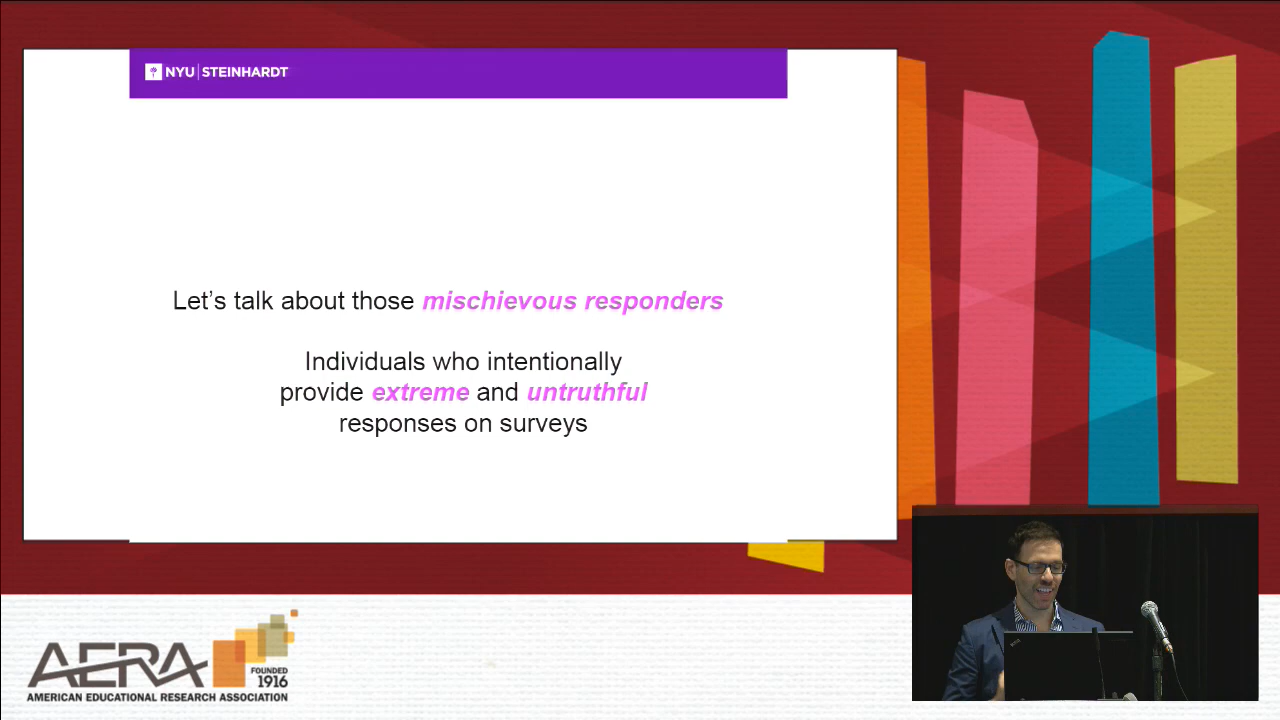 NYU STEINHARDT
Let's talk about those mischievous responders
Individuals who intentionally
provide extreme and untruthful
responses on surveys
AERA
FOUNDED
1916
AMERICAN EDUCATIONAL RESEARCH ASSOCIATION